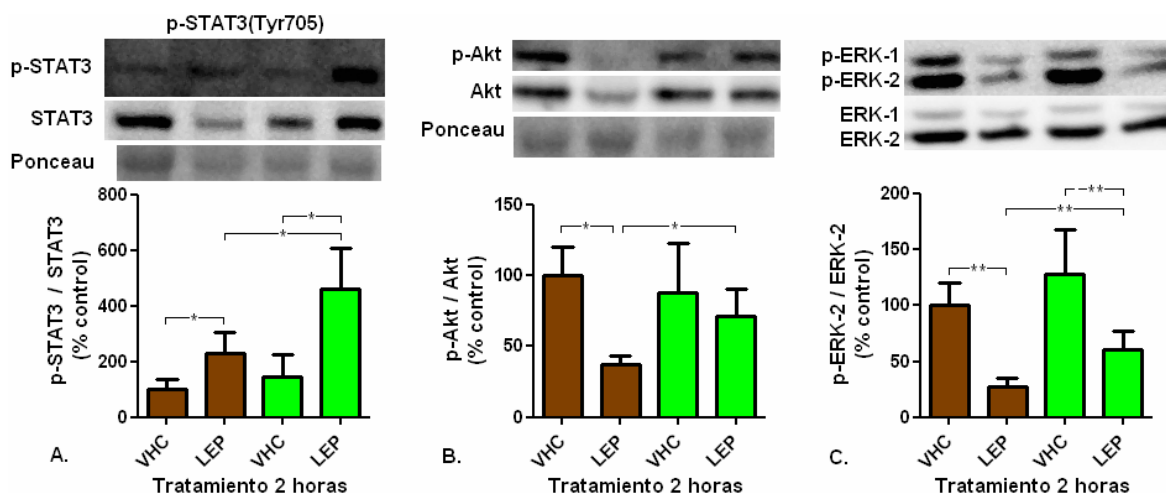 p-STAT3(Tyr705)
p-STAT3
STAT3
Ponceau
800
600
400
200
0
p-STAT3 / STAT3
(% control)
*
*
*
VHC
LEP
VHC
LEP
A.
Tratamiento 2 horas
p-Akt
Akt
Ponceau
150
100
50
0
p-Akt / Akt
(% control)
*
*
VHC
LEP
VHC
LEP
B.
Tratamiento 2 horas
p-ERK-1
p-ERK-2
ERK-1
ERK-2
200
150
100
50
0
p-ERK-2 / ERK-2
(% control)
**
**
**
VHC
LEP
VHC
LEP
C.
Tratamiento 2 horas